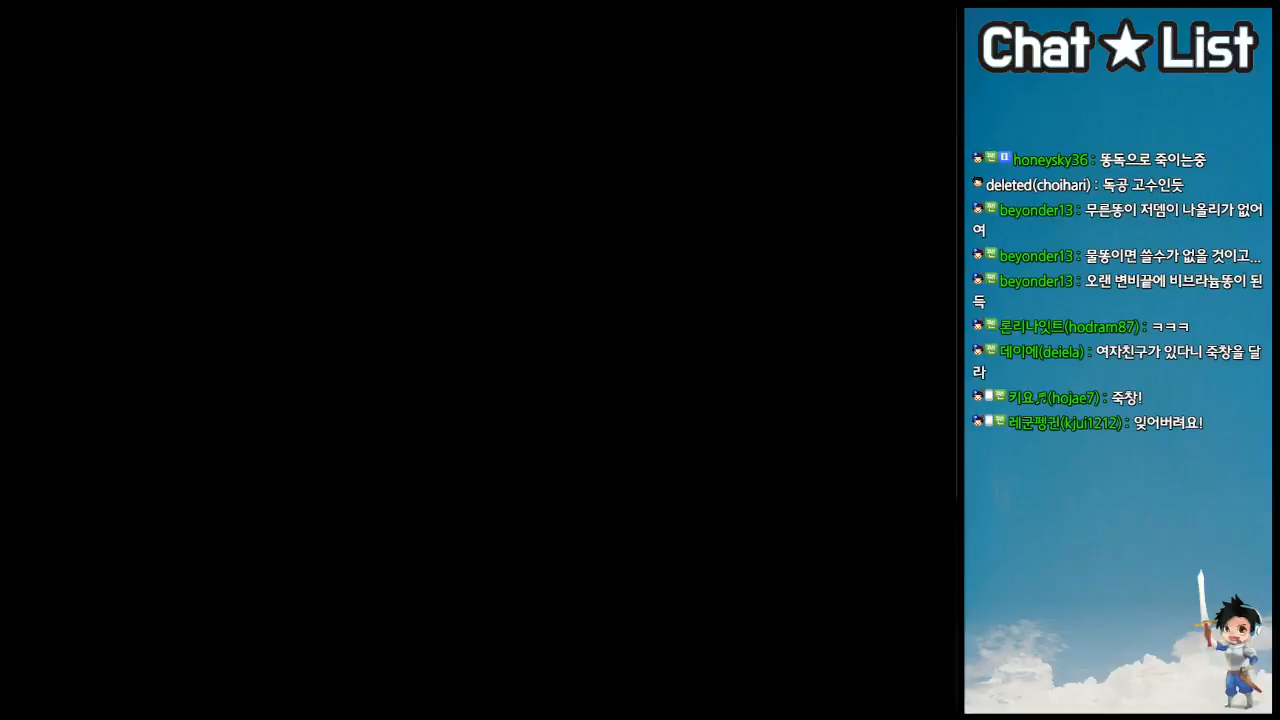 Chat★List
honeysky36 : 똥독으로 죽이는중
deleted(choihari) : 독공 고수인듯
beyonder13 : 무른똥이 저뎀이 나올리가 없어
여
beyonder13 : 물똥이면 쓸수가 없을 것이고...
beyonder13 : 오랜 변비끝에 비브라늄똥이 된
득
론리나잇트(hodram87) : ㅋㅋㅋ
데이에(deiela) : 여자친구가 있다니 죽창을 달
라
키요♬(hojae7) : 죽창!
레군펭귄(kjui1212) : 잊어버려요!